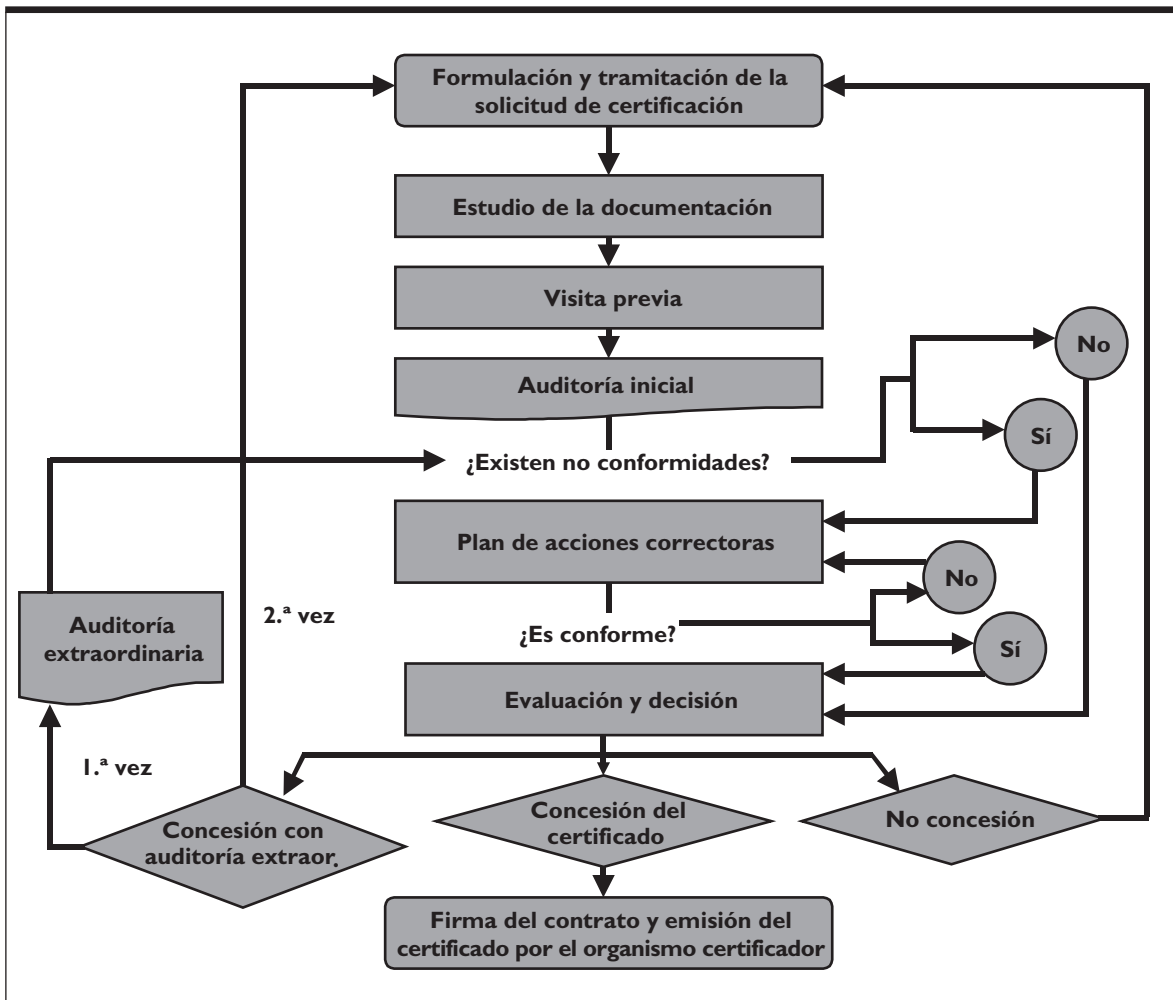 Formulación y tramitación de la
solicitud de certificación
Estudio de la documentación
Visita previa
No
Auditoría inicial
Sí
¿Existen no conformidades?
Plan de acciones correctoras
No
2.ª vez
Auditoría
extraordinaria
¿Es conforme?
Sí
Evaluación y decisión
1.ª vez
Concesión con
auditoría extraor.
Concesión del
certificado
No concesión
Firma del contrato y emisión del
certificado por el organismo certificador